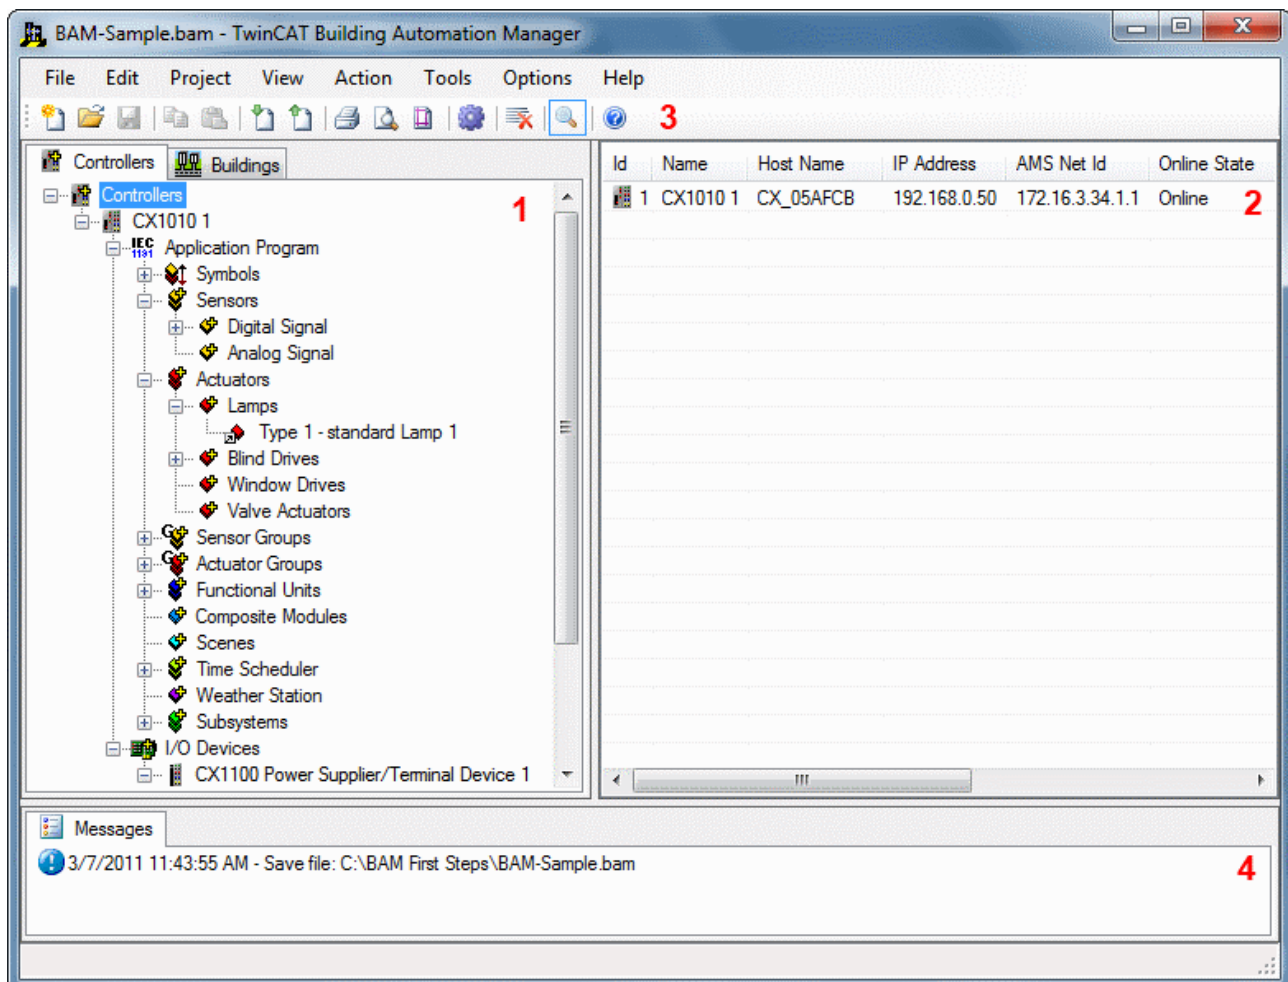 BAM-Sample.bam - TwinCAT Building Automation Manager
File Edit Project View Action Tools Options Help
3
Controllers Buildings
Controllers
1
CX1010 1
IEC 1131 Application Program
Symbols
Sensors
Digital Signal
Analog Signal
Actuators
Lamps
Type 1 - standard Lamp 1
Blind Drives
Window Drives
Valve Actuators
G Sensor Groups
G Actuator Groups
Functional Units
Composite Modules
Scenes
Time Scheduler
Weather Station
Subsystems
I/O Devices
CX1100 Power Supplier/Terminal Device 1
Id Name Host Name IP Address AMS Net Id Online State
1 CX1010 1 CX_05AFCB 192.168.0.50 172.16.3.34.1.1 Online
2
Messages
3/7/2011 11:43:55 AM - Save file: C:\BAM First Steps\BAM-Sample.bam
4